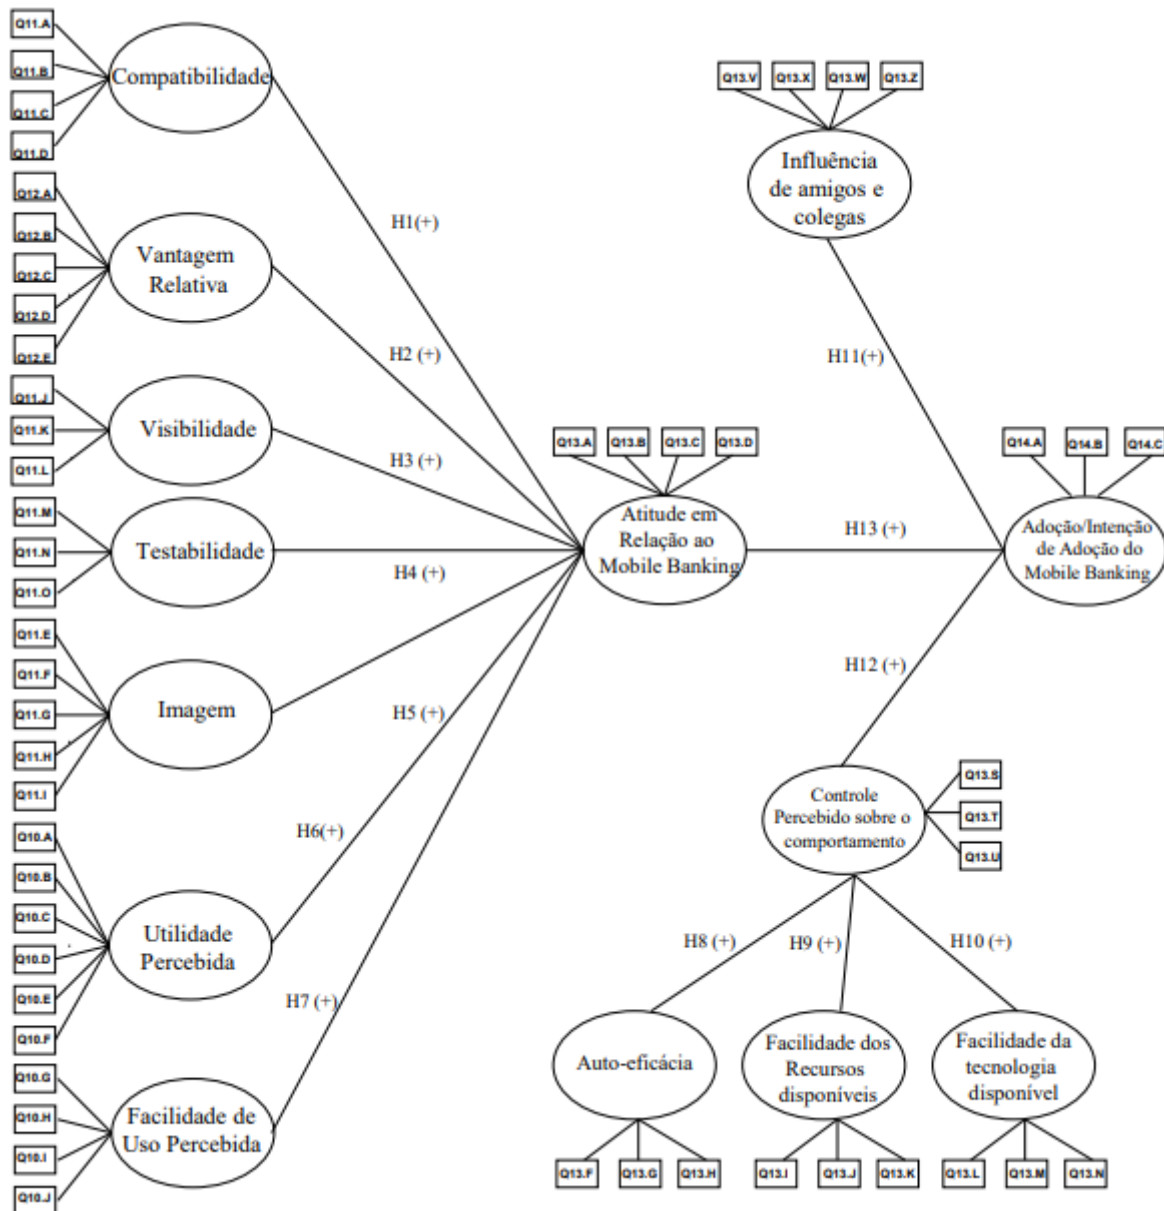 Q11.A
Q11.B
Q11.C
Q11.D
Compatibilidade
H1(+)
Q12.A
Q12.B
Q12.C
Q12.D
Q12.E
Vantagem
Relativa
H2 (+)
Q11.J
Q11.K
Q11.L
Visibilidade
H3 (+)
Q11.M
Q11.N
Q11.O
Testabilidade
H4 (+)
Q11.E
Q11.F
Q11.G
Q11.H
Q11.I
Imagem
H5 (+)
Q10.A
Q10.B
Q10.C
Q10.D
Q10.E
Q10.F
Utilidade
Percebida
H6(+)
Q10.G
Q10.H
Q10.I
Q10.J
Facilidade de
Uso Percebida
H7 (+)
Q13.A
Q13.B
Q13.C
Q13.D
Atitude em
Relação ao
Mobile Banking
H13 (+)
Q13.V
Q13.X
Q13.W
Q13.Z
Influência
de amigos e
colegas
H11(+)
Q14.A
Q14.B
Q14.C
Adoção/Intenção
de Adoção do
Mobile Banking
H12 (+)
Controle
Percebido sobre o
comportamento
Q13.S
Q13.T
Q13.U
H8 (+)
H9 (+)
H10 (+)
Auto-eficácia
Q13.F
Q13.G
Q13.H
Facilidade dos
Recursos
disponíveis
Q13.I
Q13.J
Q13.K
Facilidade da
tecnologia
disponível
Q13.L
Q13.M
Q13.N